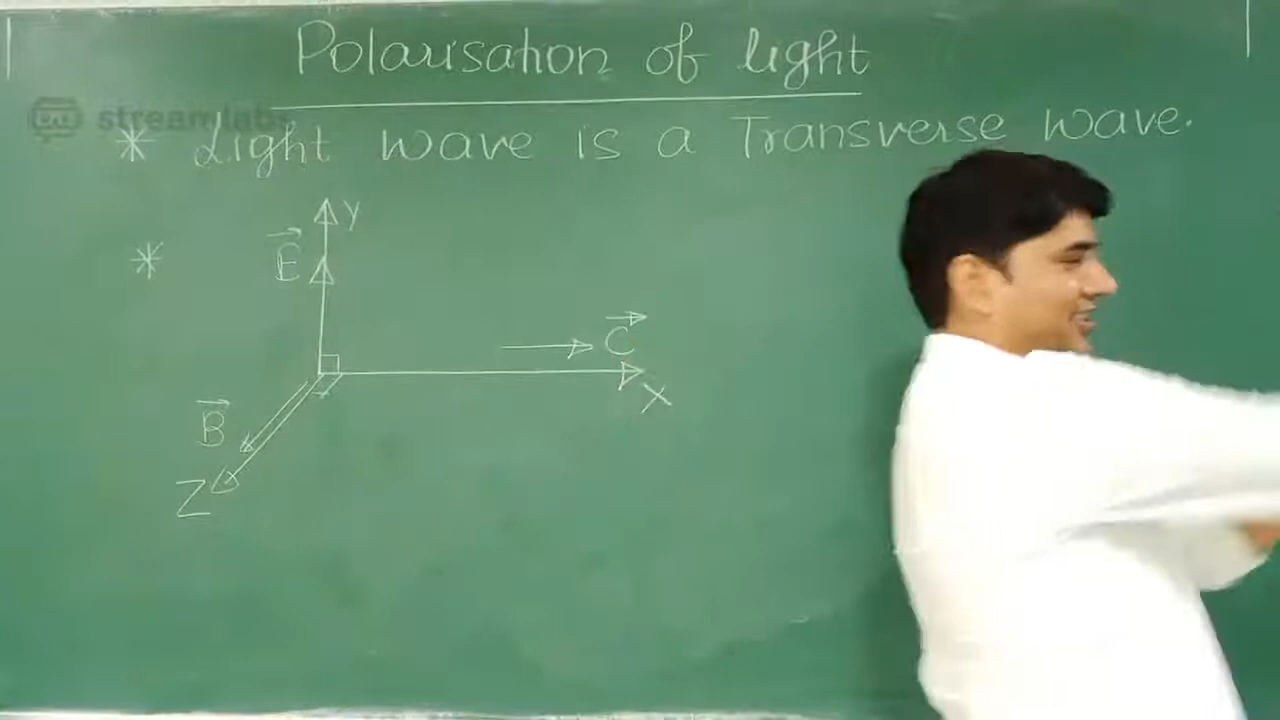 Polarisation of light
streamlabs
* Light wave is a Transverse wave.
Y
*
E
C
X
B
Z